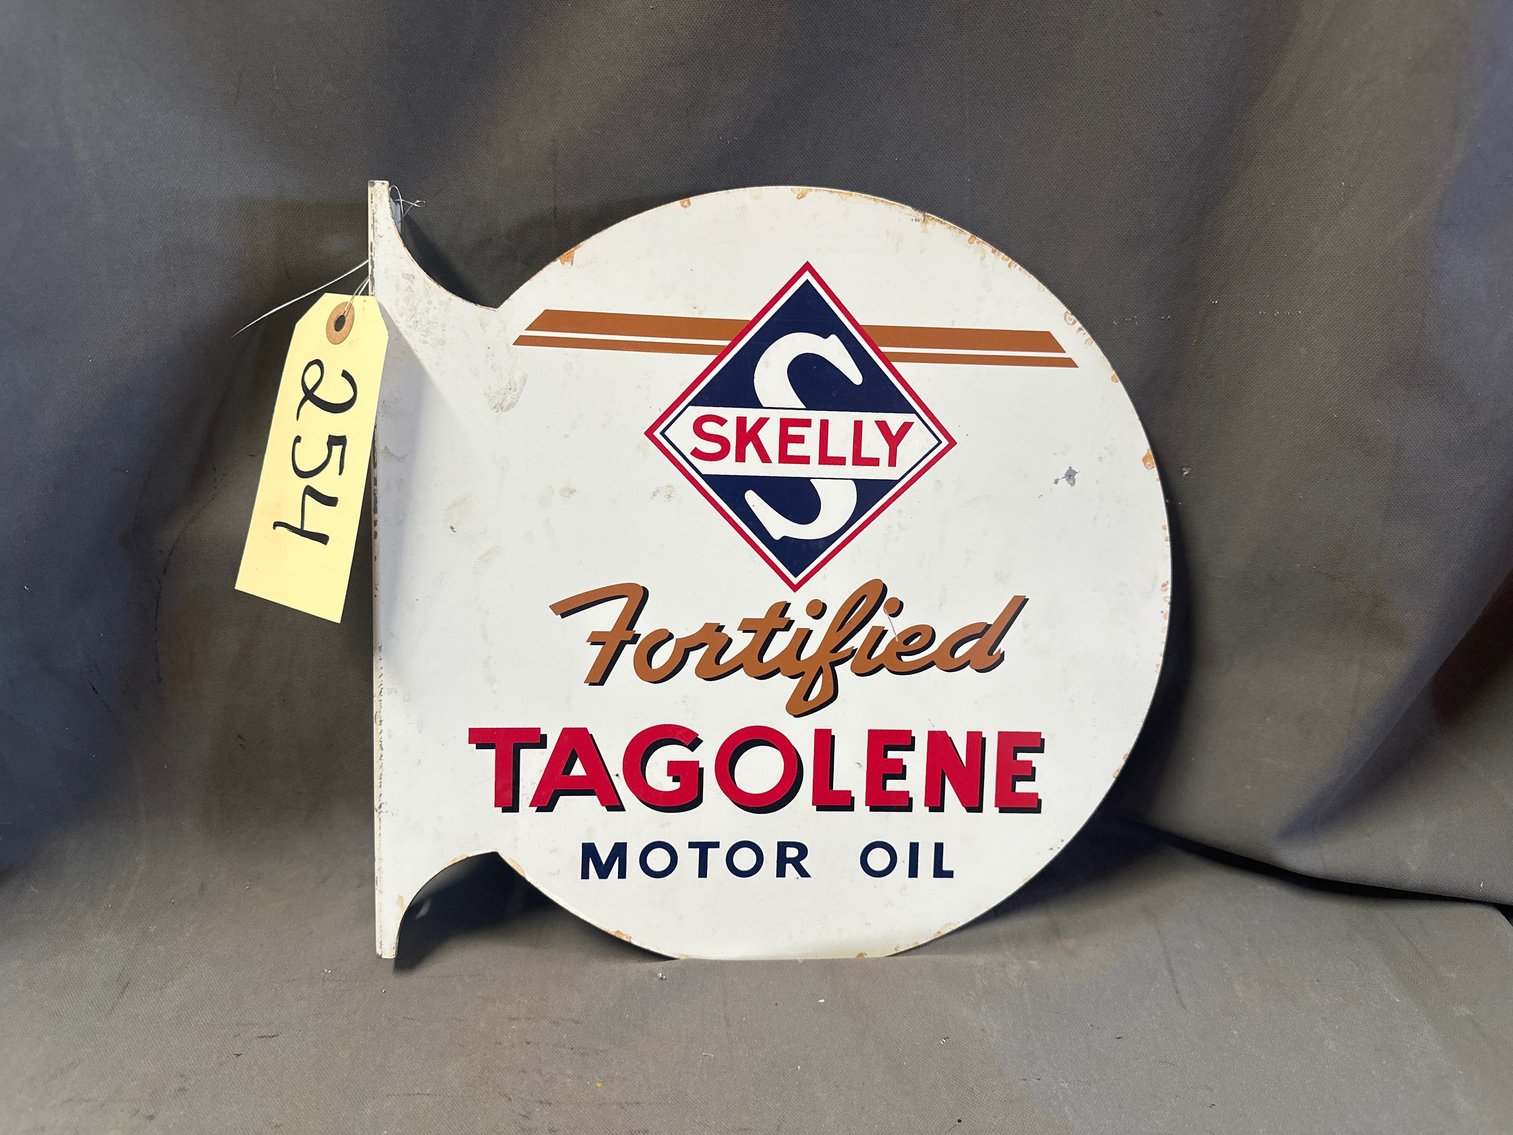 254
S
SKELLY
Fortified
TAGOLENE
MOTOR OIL